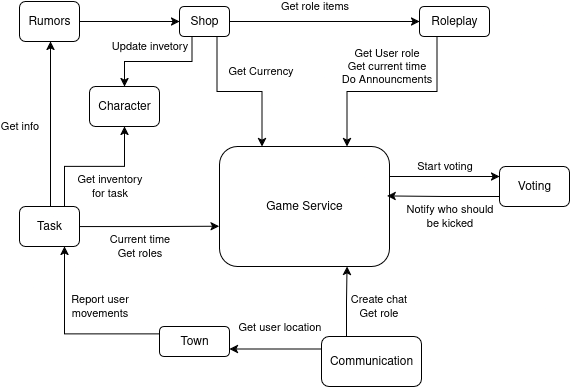 Rumors
Shop
Get role items
Roleplay
Update invetory
Get User role
Get current time
Do Announcments
Get Currency
Character
Get info
Get inventory
for task
Game Service
Start voting
Voting
Notify who should
be kicked
Task
Current time
Get roles
Report user
movements
Town
Get user location
Create chat
Get role
Communication